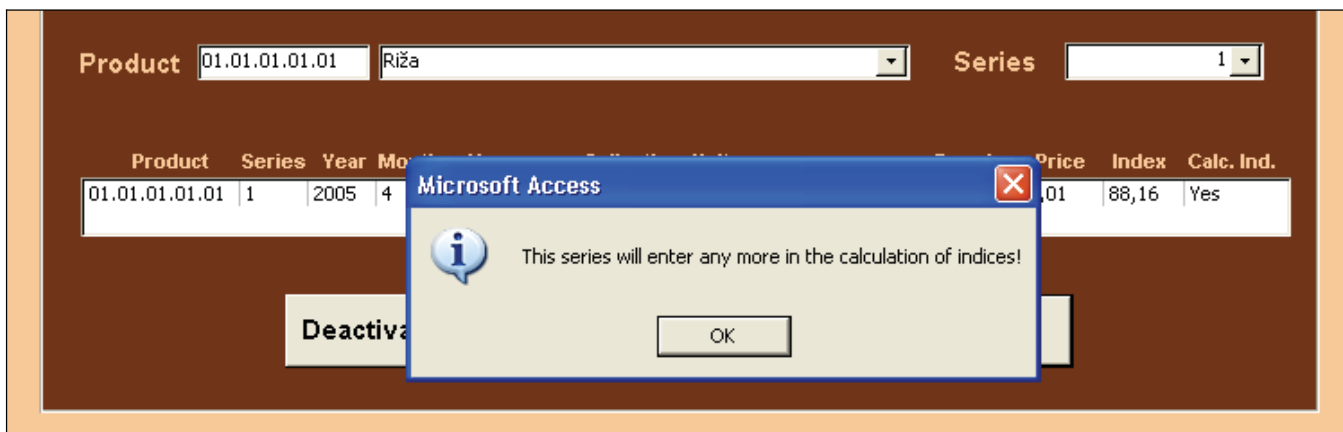 Product 01.01.01.01.01 Riža Series 1
Product Series Year Price Index Calc. Ind.
01.01.01.01.01 1 2005 4 ,01 88,16 Yes
Microsoft Access
This series will enter any more in the calculation of indices!
OK